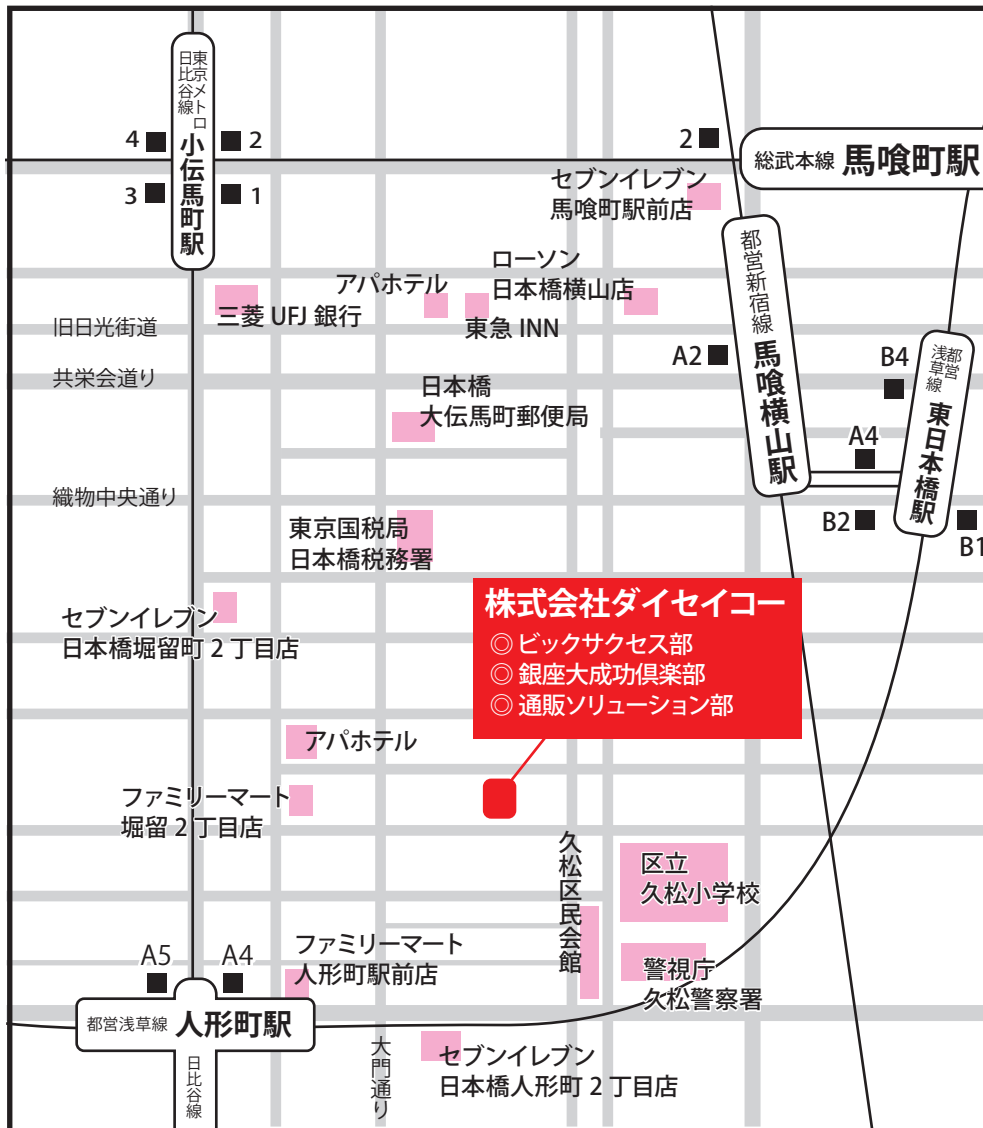 東京メトロ
日比谷線
小伝馬町駅
4
2
3
1
2
総武本線 馬喰町駅
セブンイレブン
馬喰町駅前店
都営新宿線 馬喰横山駅
ローソン
日本橋横山店
アパホテル
三菱 UFJ 銀行
東急 INN
旧日光街道
A2
都営
浅草線
東日本橋駅
B4
共栄会道り
日本橋
大伝馬町郵便局
A4
織物中央通り
B2
B1
東京国税局
日本橋税務署
株式会社ダイセイコー
◎ ビックサクセス部
◎ 銀座大成功倶楽部
◎ 通販ソリューション部
セブンイレブン
日本橋堀留町 2 丁目店
アパホテル
ファミリーマート
堀留 2 丁目店
久松区民会館
区立
久松小学校
ファミリーマート
人形町駅前店
警視庁
久松警察署
A5
A4
都営浅草線 人形町駅
日比谷線
大門通り
セブンイレブン
日本橋人形町 2 丁目店